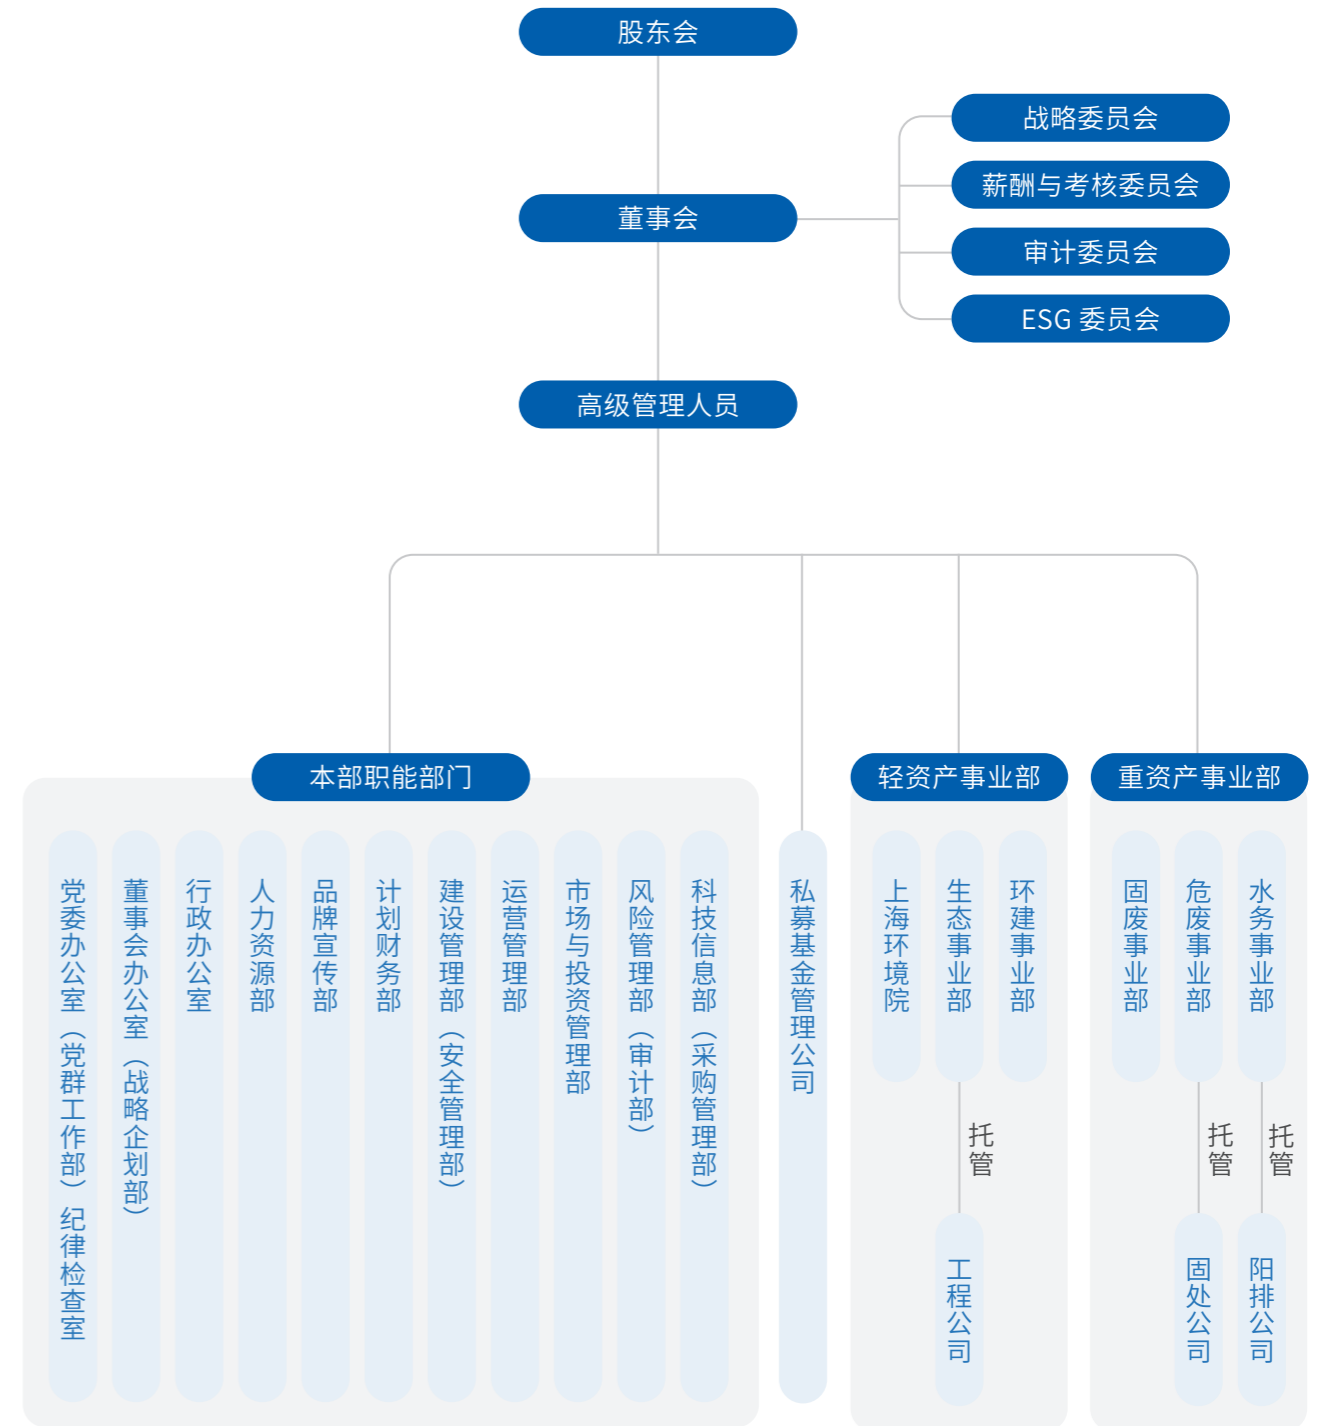 股东会
战略委员会
薪酬与考核委员会
董事会
审计委员会
ESG 委员会
高级管理人员
本部职能部门
轻资产事业部
重资产事业部
党委办公室（党群工作部）纪律检查室
董事会办公室（战略企划部）
行政办公室
人力资源部
品牌宣传部
计划财务部
建设管理部（安全管理部）
运营管理部
市场与投资管理部
风险管理部（审计部）
科技信息部（采购管理部）
私募基金管理公司
上海环境院
生态事业部
环建事业部
固废事业部
危废事业部
水务事业部
托管
托管
托管
工程公司
固处公司
阳排公司